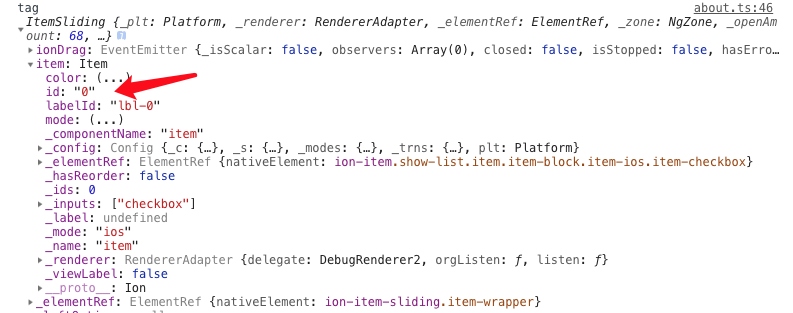 tag about.ts:46
ItemSliding {_plt: Platform, _renderer: RendererAdapter, _elementRef: ElementRef, _zone: NgZone, _openAm
ount: 68, …}
ionDrag: EventEmitter {_isScalar: false, observers: Array(0), closed: false, isStopped: false, hasErro…
item: Item
color: (...)
id: "0"
labelId: "lbl-0"
mode: (...)
_componentName: "item"
_config: Config {_c: {…}, _s: {…}, _modes: {…}, _trns: {…}, plt: Platform}
_elementRef: ElementRef {nativeElement: ion-item.show-list.item.item-block.item-ios.item-checkbox}
_hasReorder: false
_ids: 0
_inputs: ["checkbox"]
_label: undefined
_mode: "ios"
_name: "item"
_renderer: RendererAdapter {delegate: DebugRenderer2, orgListen: ƒ, listen: ƒ}
_viewLabel: false
__proto__: Ion
_elementRef: ElementRef {nativeElement: ion-item-sliding.item-wrapper}